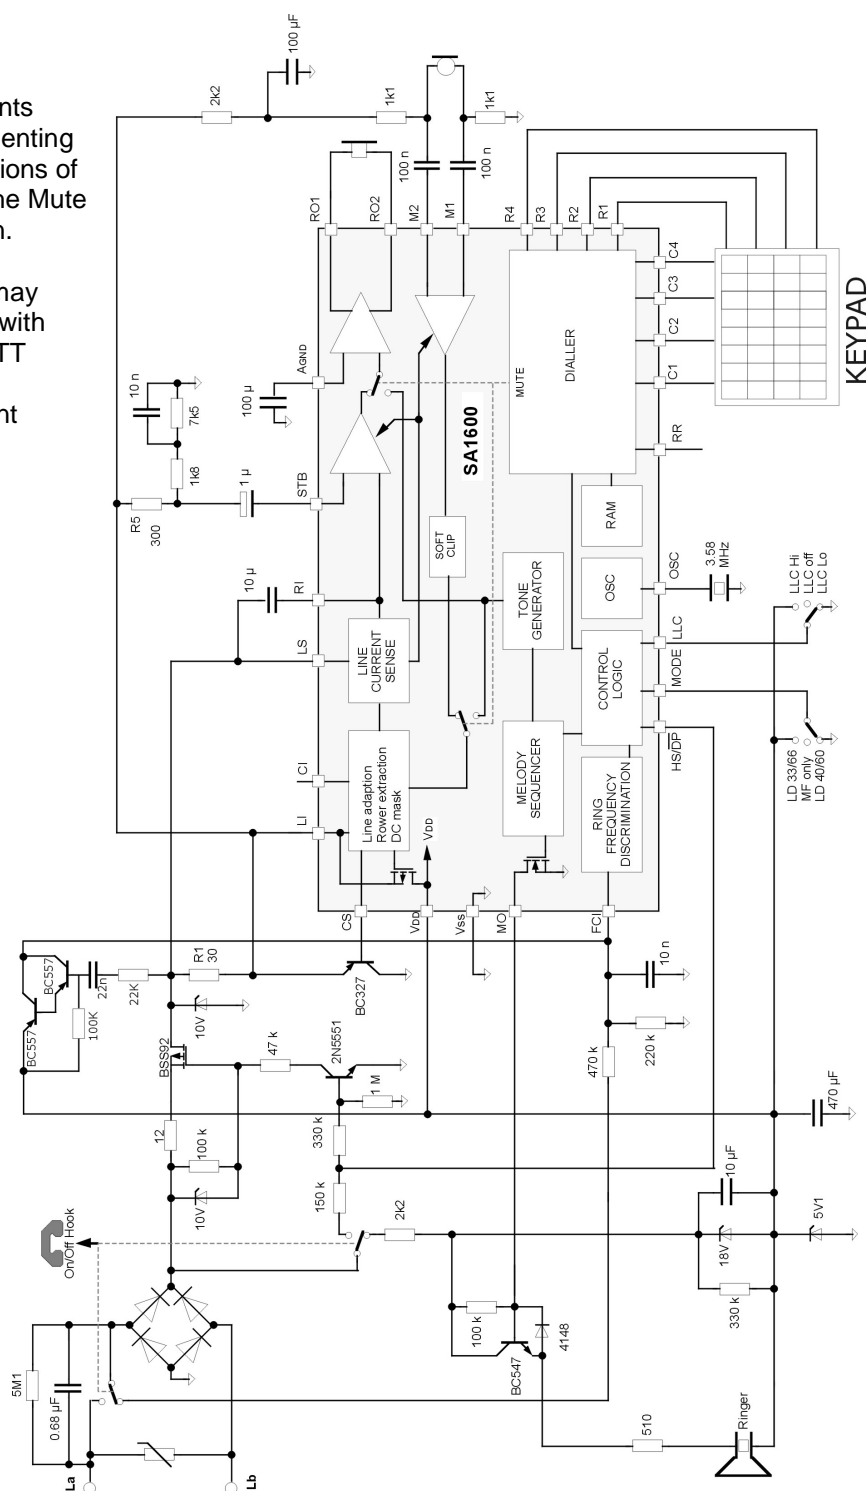 nts
enting
ions of
ne Mute
n.
may
with
TT
nt
100 µF
2k2
1k1
1k1
100 n
100 n
RO1
RO2
M2
M1
R4
R3
R2
R1
10 n
7k5
1k8
R5
300
1 µ
100 µ
AGND
STB
MUTE
DIALLER
C4
C3
C2
C1
KEYPAD
SA1600
RR
RAM
SOFT
CLIP
10 µ
RI
LS
LINE
CURRENT
SENSE
TONE
GENERATOR
OSC
OSC
3.58
MHz
LLC
MODE
HS/DP
CONTROL
LOGIC
LLC Hi
LLC off
LLC Lo
LD 33/66
MF only
LD 40/60
CI
LI
Line adaption
Rower extraction
DC mask
MELODY
SEQUENCER
RING
FREQUENCY
DISCRIMINATION
VDD
CS
VDD
VSS
MO
FCI
BC557
BC557
22n
22K
100K
R1
30
10V
BC327
10 n
BSS92
47 k
2N5551
1 M
470 k
220 k
12
100 k
10V
330 k
150 k
470 µF
On/Off Hook
2k2
10 µF
18V
5V1
330 k
5M1
0.68 µF
100 k
4148
BC547
510
Ringer
La
Lb